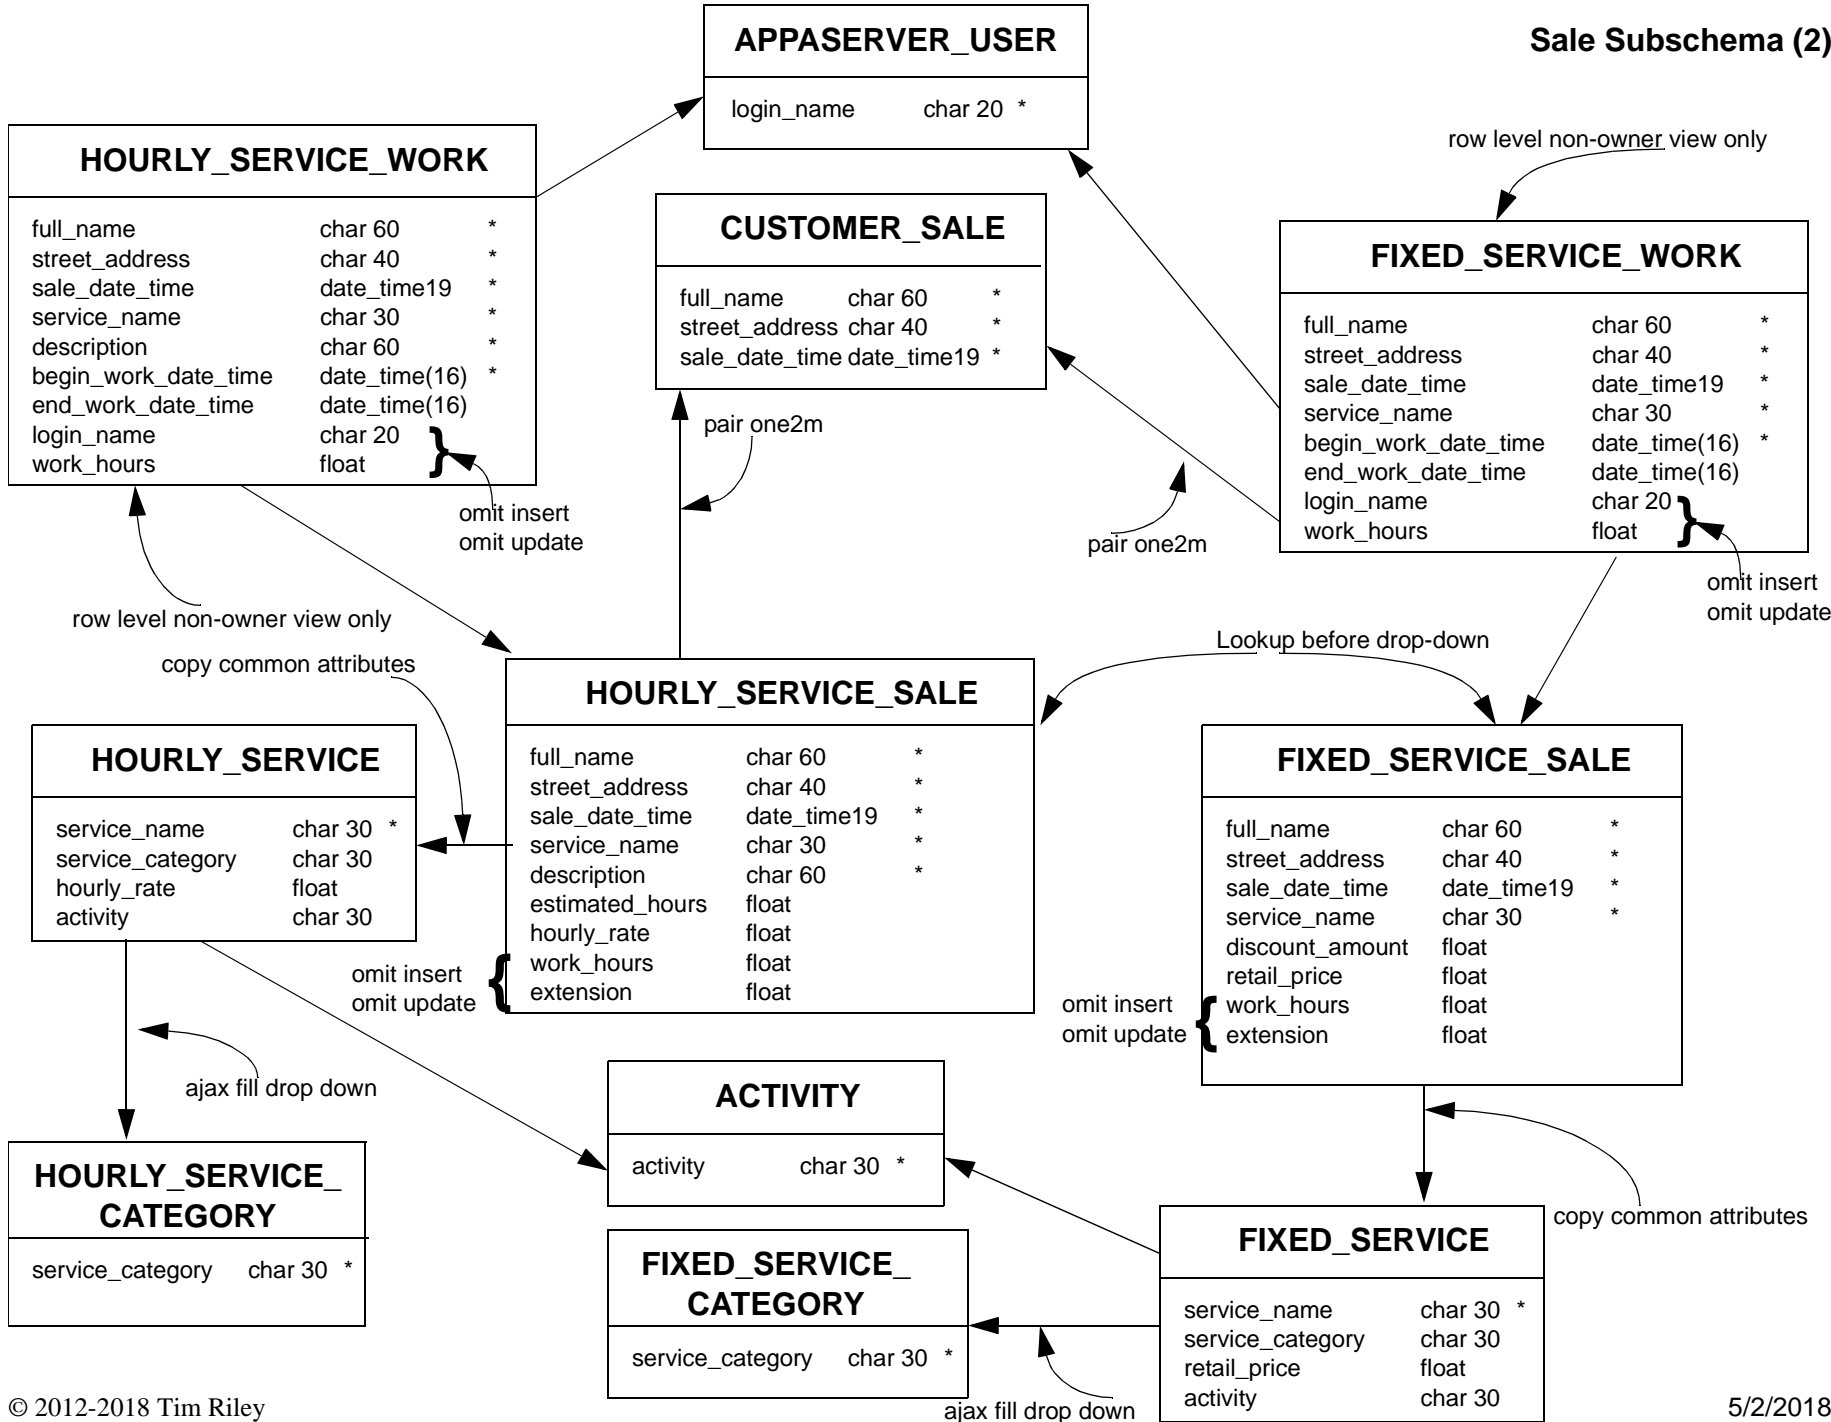 Sale Subschema (2)
APPASERVER_USER
login_name char 20 *
HOURLY_SERVICE_WORK
full_name char 60 *
street_address char 40 *
sale_date_time date_time19 *
service_name char 30 *
description char 60 *
begin_work_date_time date_time(16) *
end_work_date_time date_time(16)
login_name char 20
work_hours float
omit insert
omit update
row level non-owner view only
CUSTOMER_SALE
full_name char 60 *
street_address char 40 *
sale_date_time date_time19 *
pair one2m
row level non-owner view only
FIXED_SERVICE_WORK
full_name char 60 *
street_address char 40 *
sale_date_time date_time19 *
service_name char 30 *
begin_work_date_time date_time(16) *
end_work_date_time date_time(16)
login_name char 20
work_hours float
pair one2m
omit insert
omit update
Lookup before drop-down
copy common attributes
HOURLY_SERVICE_SALE
full_name char 60 *
street_address char 40 *
sale_date_time date_time19 *
service_name char 30 *
description char 60 *
estimated_hours float
hourly_rate float
work_hours float
extension float
omit insert
omit update
HOURLY_SERVICE
service_name char 30 *
service_category char 30
hourly_rate float
activity char 30
ajax fill drop down
FIXED_SERVICE_SALE
full_name char 60 *
street_address char 40 *
sale_date_time date_time19 *
service_name char 30 *
discount_amount float
retail_price float
work_hours float
extension float
omit insert
omit update
HOURLY_SERVICE_
CATEGORY
service_category char 30 *
ACTIVITY
activity char 30 *
FIXED_SERVICE_
CATEGORY
service_category char 30 *
copy common attributes
FIXED_SERVICE
service_name char 30 *
service_category char 30
retail_price float
activity char 30
ajax fill drop down
© 2012-2018 Tim Riley
5/2/2018